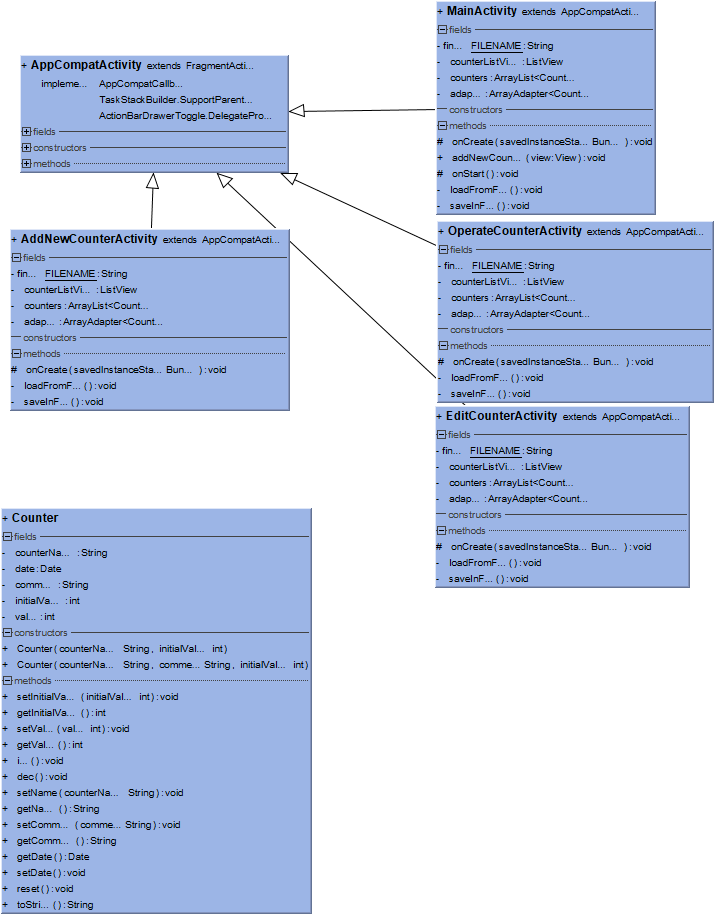 + MainActivity extends AppCompatActi...
fields
- fin... FILENAME : String
- counterListVi... : ListView
- counters : ArrayList<Count...
- adap... : ArrayAdapter<Count...
constructors
methods
# onCreate ( savedInstanceSta... Bun... ) : void
+ addNewCoun... ( view : View ) : void
# onStart ( ) : void
- loadFromF... ( ) : void
- saveInF... ( ) : void
+ AppCompatActivity extends FragmentActi...
impleme... AppCompatCallb...
TaskStackBuilder.SupportParent...
ActionBarDrawerToggle.DelegatePro...
fields
constructors
methods
+ AddNewCounterActivity extends AppCompatActi...
fields
- fin... FILENAME : String
- counterListVi... : ListView
- counters : ArrayList<Count...
- adap... : ArrayAdapter<Count...
constructors
methods
# onCreate ( savedInstanceSta... Bun... ) : void
- loadFromF... ( ) : void
- saveInF... ( ) : void
+ OperateCounterActivity extends AppCompatActi...
fields
- fin... FILENAME : String
- counterListVi... : ListView
- counters : ArrayList<Count...
- adap... : ArrayAdapter<Count...
constructors
methods
# onCreate ( savedInstanceSta... Bun... ) : void
- loadFromF... ( ) : void
- saveInF... ( ) : void
+ EditCounterActivity extends AppCompatActi...
fields
- fin... FILENAME : String
- counterListVi... : ListView
- counters : ArrayList<Count...
- adap... : ArrayAdapter<Count...
constructors
methods
# onCreate ( savedInstanceSta... Bun... ) : void
- loadFromF... ( ) : void
- saveInF... ( ) : void
+ Counter
fields
- counterNa... : String
- date : Date
- comm... : String
- initialVa... : int
- val... : int
constructors
+ Counter ( counterNa... String , initialVal... int )
+ Counter ( counterNa... String , comme... String , initialVal... int )
methods
+ setInitialVa... ( initialVal... int ) : void
+ getInitialVa... ( ) : int
+ setVal... ( val... int ) : void
+ getVal... ( ) : int
+ i... ( ) : void
+ dec ( ) : void
+ setName ( counterNa... String ) : void
+ getNa... ( ) : String
+ setComm... ( comme... String ) : void
+ getComm... ( ) : String
+ getDate ( ) : Date
+ setDate ( ) : void
+ reset ( ) : void
+ toStri... ( ) : String